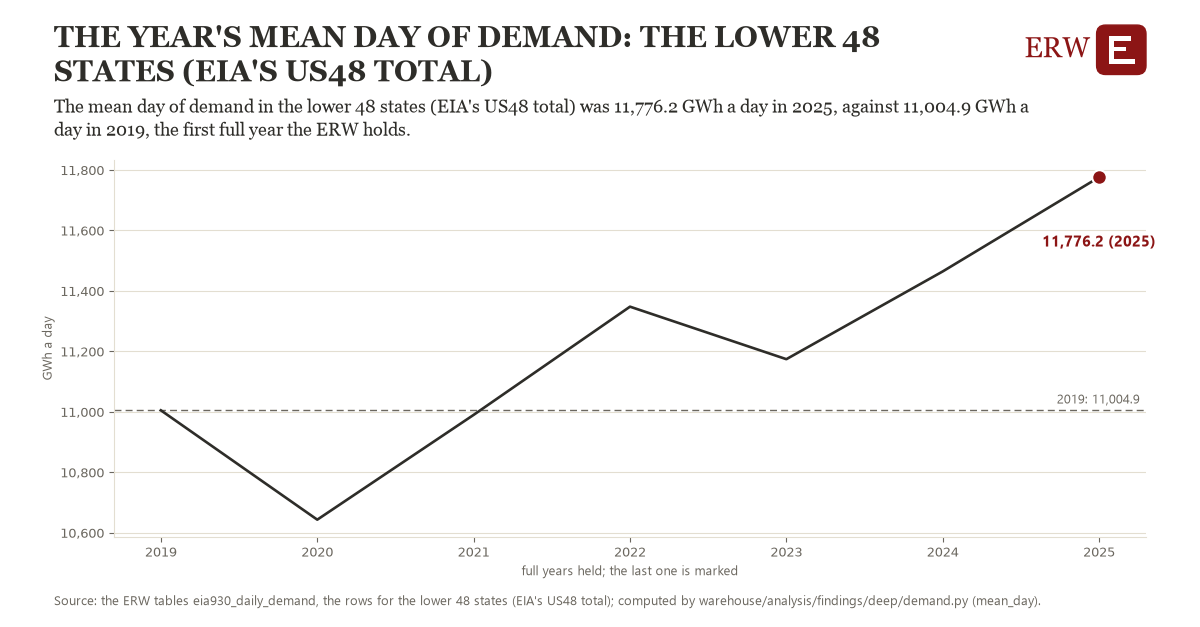 THE YEAR'S MEAN DAY OF DEMAND: THE LOWER 48
STATES (EIA'S US48 TOTAL)
ERW E
The mean day of demand in the lower 48 states (EIA's US48 total) was 11,776.2 GWh a day in 2025, against 11,004.9 GWh a
day in 2019, the first full year the ERW holds.
11,800
11,600
11,400
11,200
11,000
10,800
10,600
GWh a day
11,776.2 (2025)
2019: 11,004.9
2019 2020 2021 2022 2023 2024 2025
full years held; the last one is marked
Source: the ERW tables eia930_daily_demand, the rows for the lower 48 states (EIA's US48 total); computed by warehouse/analysis/findings/deep/demand.py (mean_day).